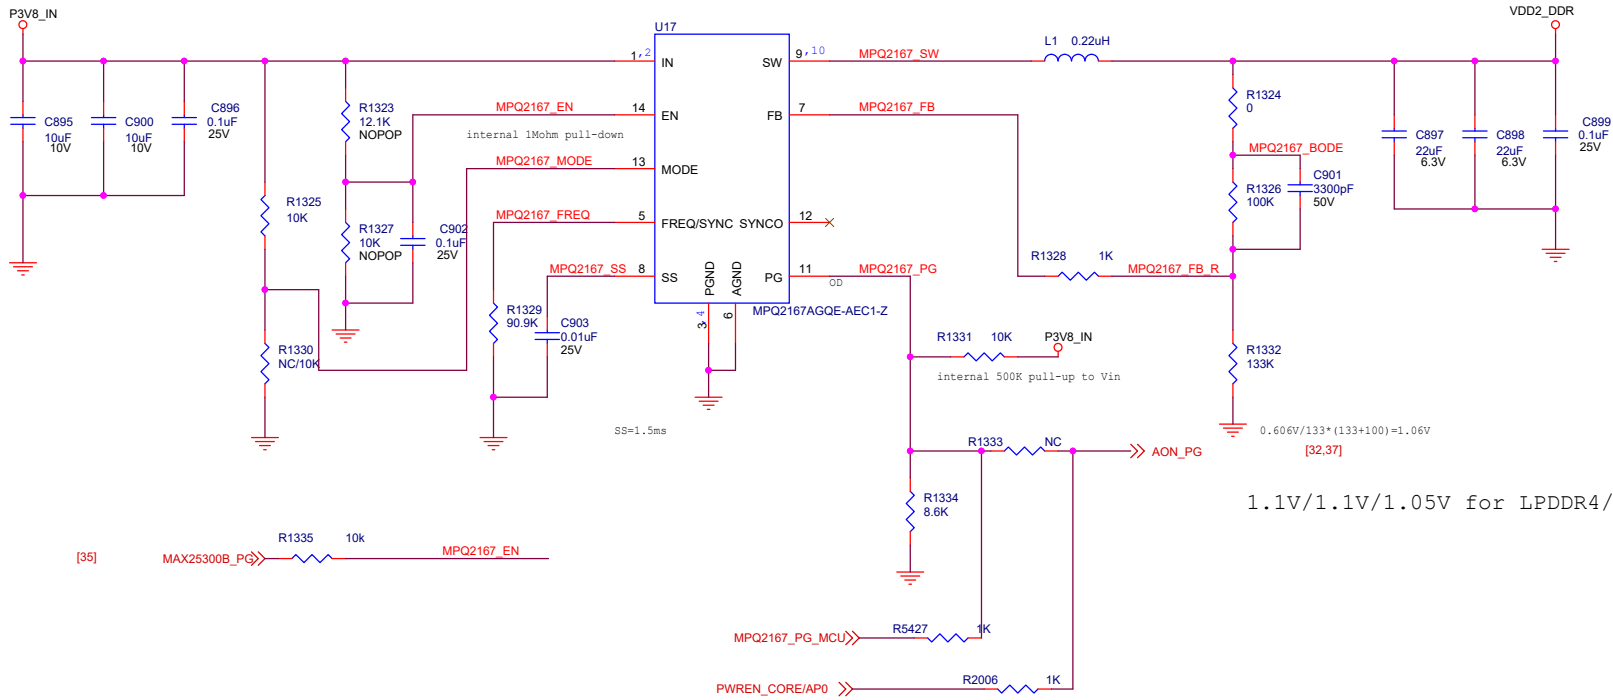 P3V8_IN
VDD2_DDR
U17
1,2
IN
SW
9,10
MPQ2167_SW
L1 0.22uH
C895
10uF
10V
C900
10uF
10V
C896
0.1uF
25V
R1323
12.1K
NOPOP
MPQ2167_EN
14
EN
FB
7
MPQ2167_FB
internal 1Mohm pull-down
R1324
0
MPQ2167_BODE
C897
22uF
6.3V
C898
22uF
6.3V
C899
0.1uF
25V
MPQ2167_MODE
13
MODE
R1326
100K
C901
3300pF
50V
R1325
10K
R1327
10K
NOPOP
C902
0.1uF
25V
MPQ2167_FREQ
5
FREQ/SYNC
SYNCO
12
MPQ2167_SS
8
SS
PGND
AGND
PG
11
MPQ2167_PG
OD
R1328 1K
MPQ2167_FB_R
3,4
6
MPQ2167AGQE-AEC1-Z
R1329
90.9K
C903
0.01uF
25V
R1330
NC/10K
R1331 10K
P3V8_IN
internal 500K pull-up to Vin
R1332
133K
SS=1.5ms
0.606V/133*(133+100)=1.06V
[32,37]
R1333 NC
AON_PG
R1334
8.6K
1.1V/1.1V/1.05V for LPDDR4/
[35]
MAX25300B_PG
R1335 10k
MPQ2167_EN
MPQ2167_PG_MCU
R5427 1K
PWREN_CORE/AP0
R2006 1K